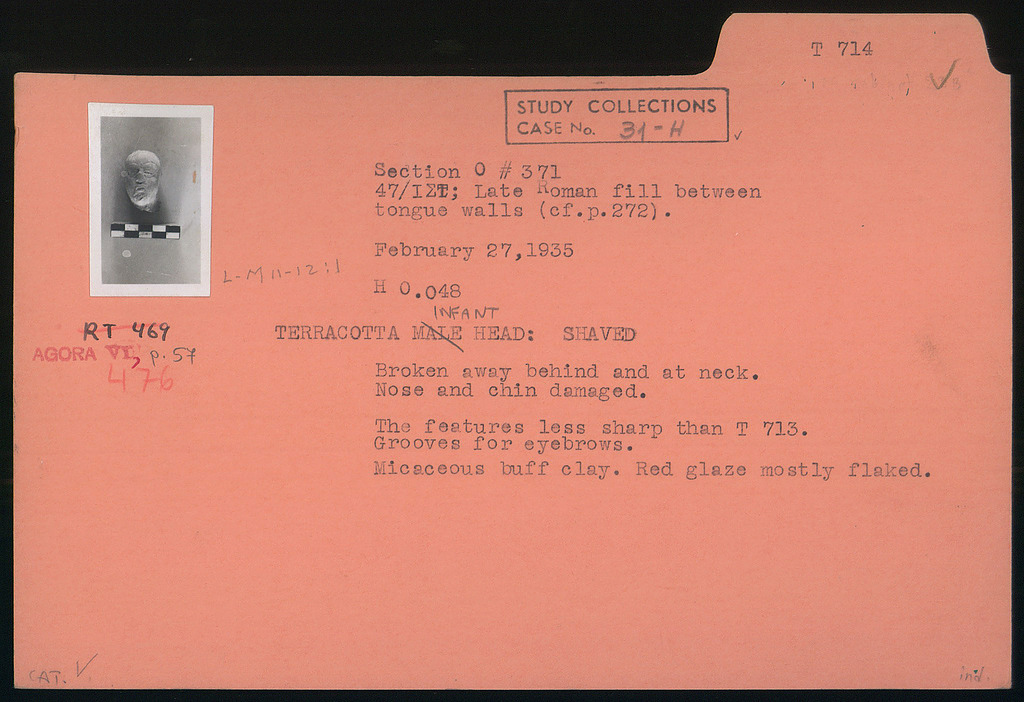 T 714
STUDY COLLECTIONS
CASE No. 31-H
Section O # 371
47/IΣT; Late Roman fill between
tongue walls (cf.p.272).
February 27,1935
L-M 11-12:1
H 0.048
INFANT
TERRACOTTA MALE HEAD: SHAVED
RT 469
AGORA VI, p. 57
476
Broken away behind and at neck.
Nose and chin damaged.
The features less sharp than T 713.
Grooves for eyebrows.
Micaceous buff clay. Red glaze mostly flaked.
CAT. ✓
ind.